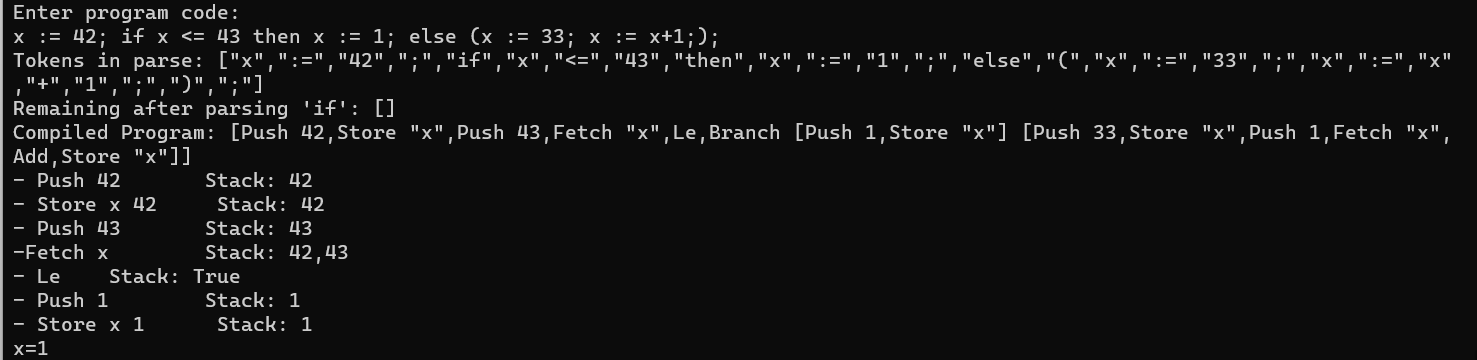 Enter program code:
x := 42; if x <= 43 then x := 1; else (x := 33; x := x+1;);
Tokens in parse: ["x",":=","42",";","if","x","<=","43","then","x",":=","1",";","else","(","x",":=","33",";","x",":=","x"
,"+","1",";",")",";"]
Remaining after parsing 'if': []
Compiled Program: [Push 42,Store "x",Push 43,Fetch "x",Le,Branch [Push 1,Store "x"] [Push 33,Store "x",Push 1,Fetch "x",
Add,Store "x"]]
- Push 42       Stack: 42
- Store x 42     Stack: 42
- Push 43       Stack: 43
-Fetch x        Stack: 42,43
- Le    Stack: True
- Push 1        Stack: 1
- Store x 1      Stack: 1
x=1